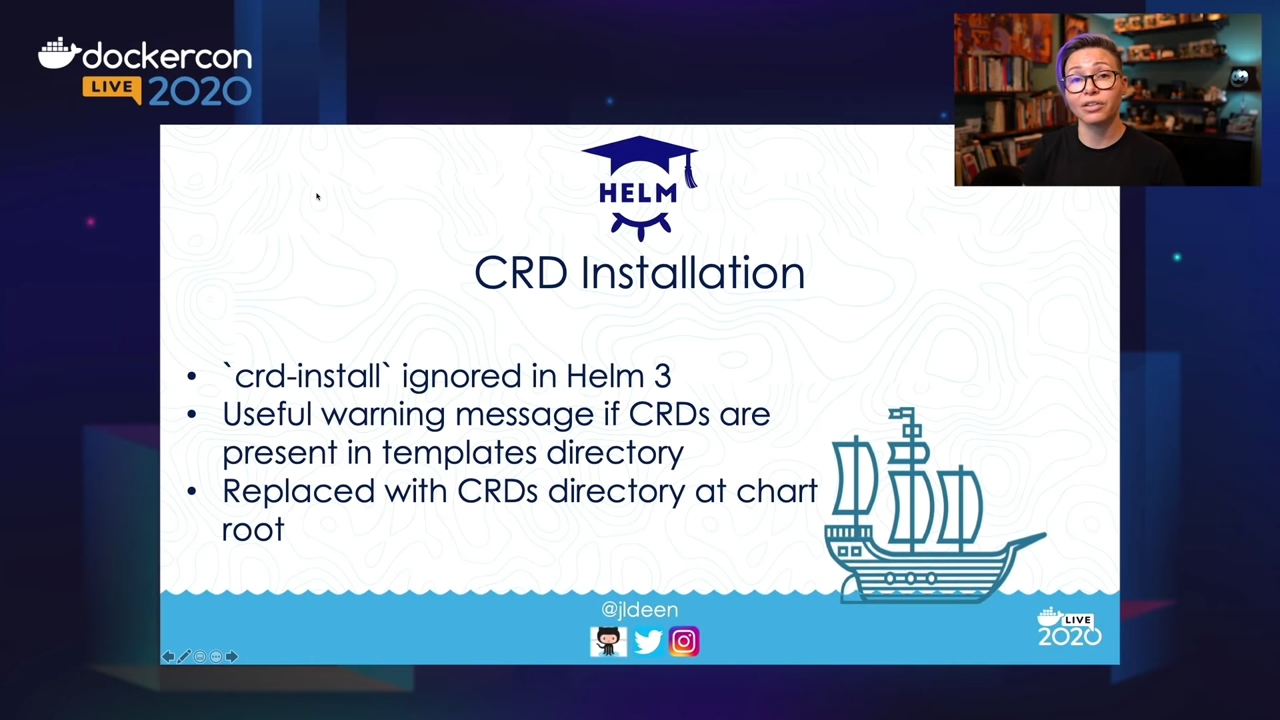 dockercon
LIVE 2020
HELM
CRD Installation
• `crd-install` ignored in Helm 3
• Useful warning message if CRDs are
present in templates directory
• Replaced with CRDs directory at chart
root
@jldeen
LIVE
2020